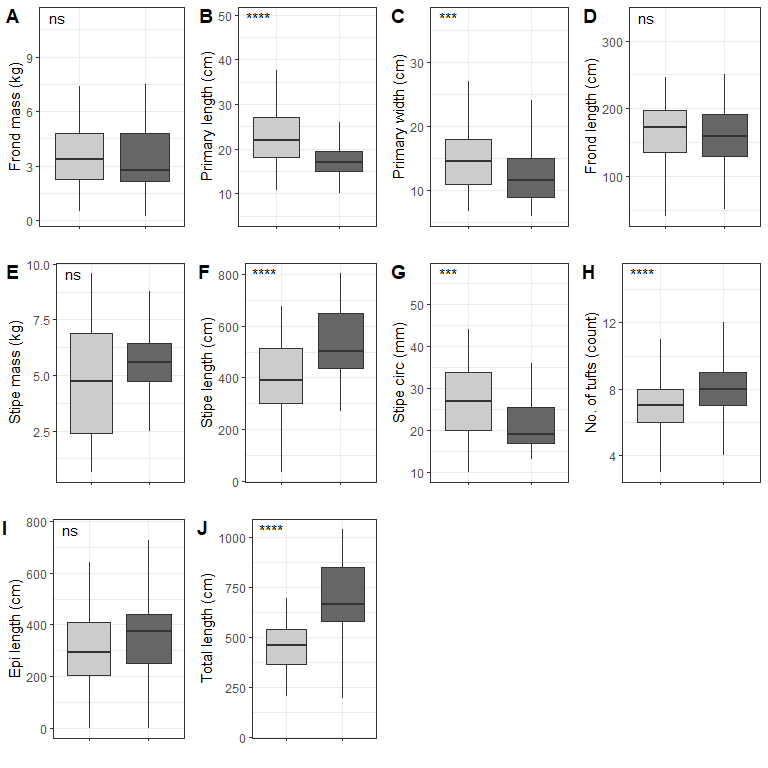 A
ns
Frond mass (kg)
9
6
3
0
B
****
Primary length (cm)
50
40
30
20
10
C
***
Primary width (cm)
30
20
10
D
ns
Frond length (cm)
300
200
100
E
ns
Stipe mass (kg)
10.0
7.5
5.0
2.5
F
****
Stipe length (cm)
800
600
400
200
0
G
***
Stipe circ (mm)
50
40
30
20
10
H
****
No. of tufts (count)
12
8
4
I
ns
Epi length (cm)
800
600
400
200
0
J
****
Total length (cm)
1000
750
500
250
0